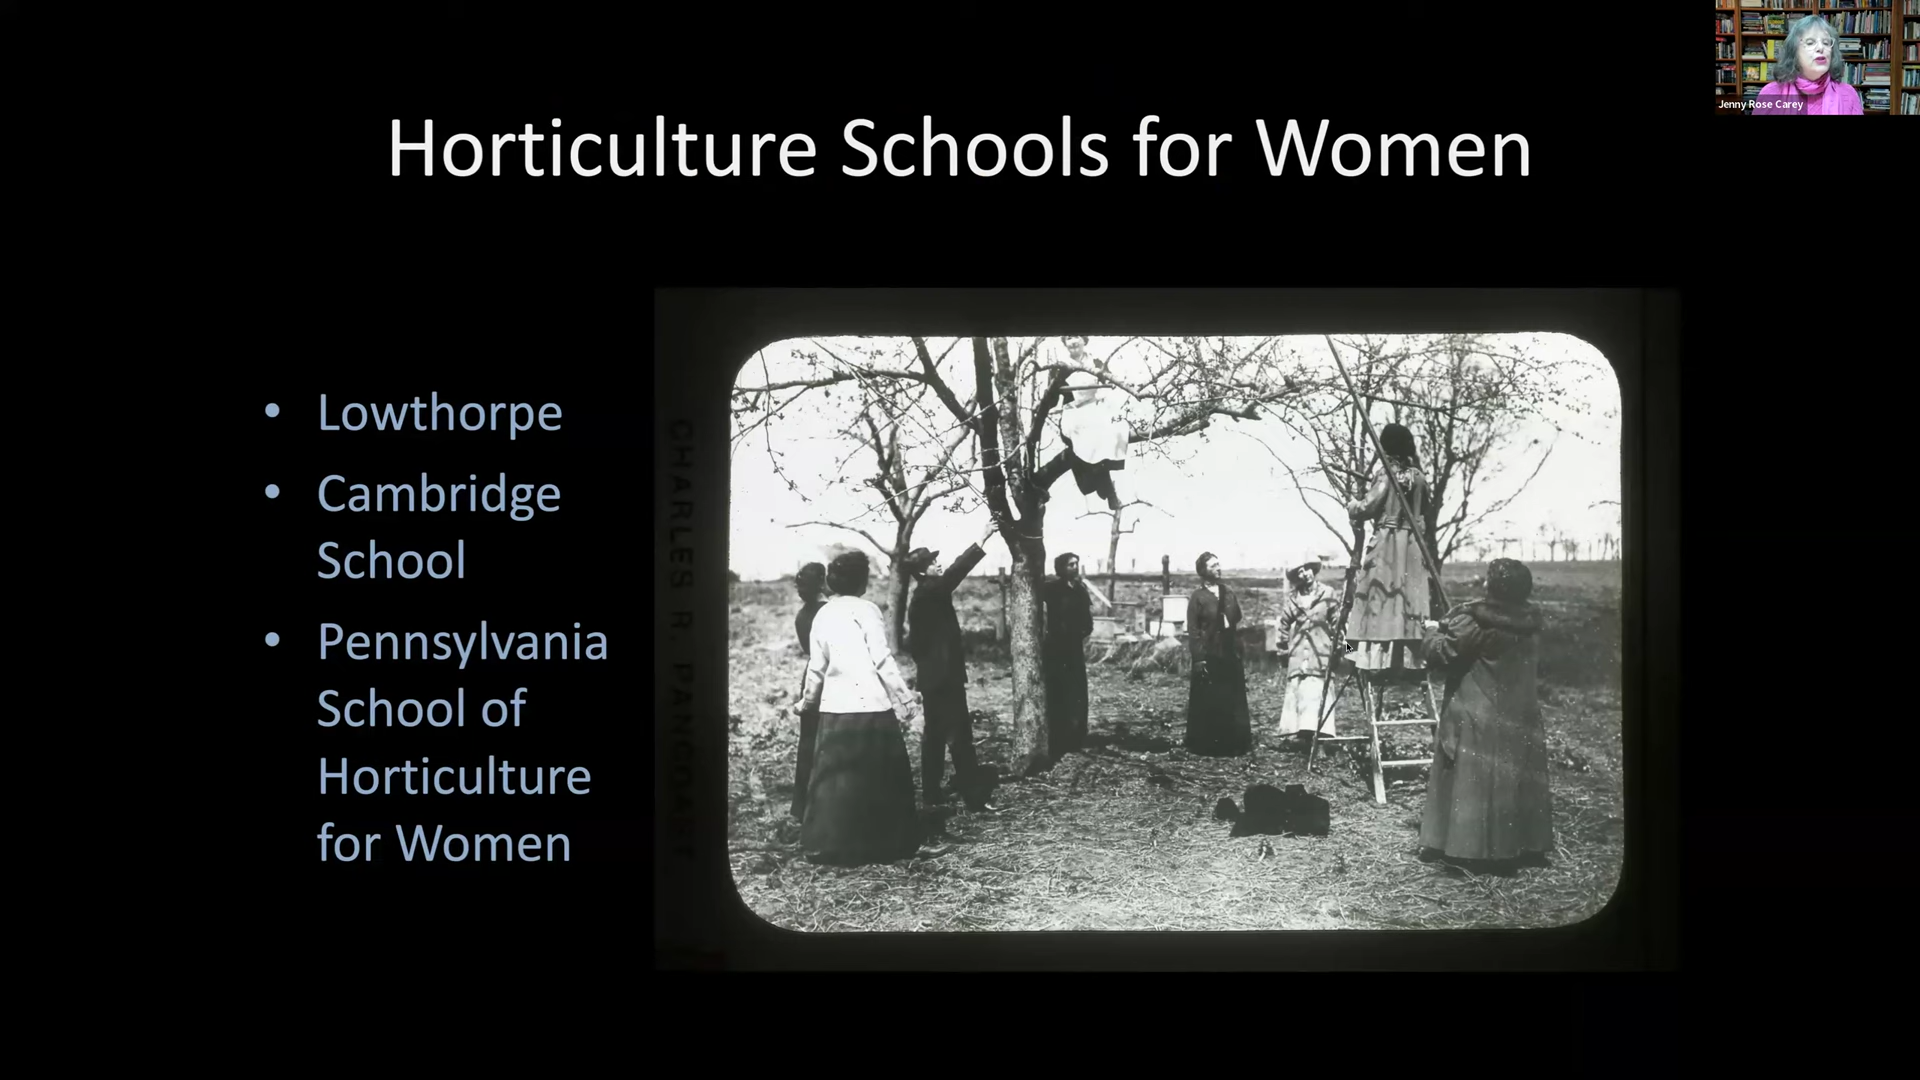 Jenny Rose Carey
Horticulture Schools for Women
• Lowthorpe
• Cambridge
School
• Pennsylvania
School of
Horticulture
for Women
CHARLES R. PANCOAST